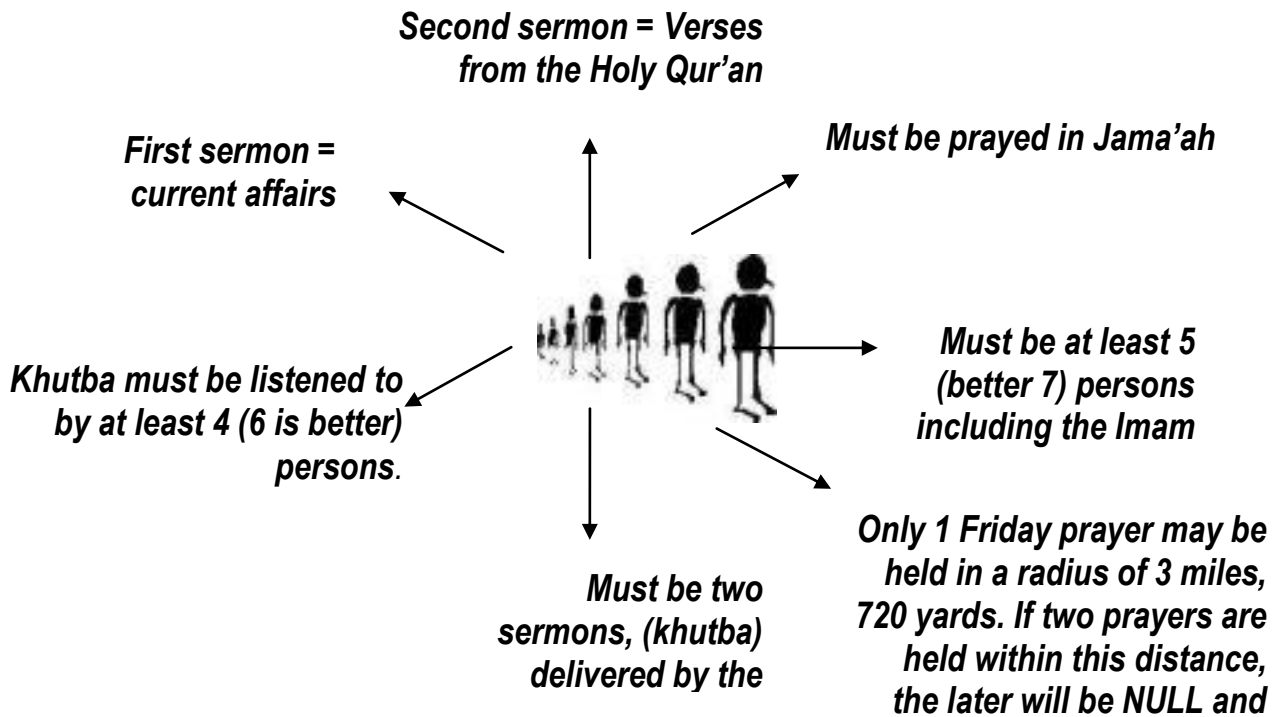 Second sermon = Verses
from the Holy Qur’an
First sermon =
current affairs
Must be prayed in Jama’ah
Khutba must be listened to
by at least 4 (6 is better)
persons.
Must be at least 5
(better 7) persons
including the Imam
Must be two
sermons, (khutba)
delivered by the
Only 1 Friday prayer may be
held in a radius of 3 miles,
720 yards. If two prayers are
held within this distance,
the later will be NULL and